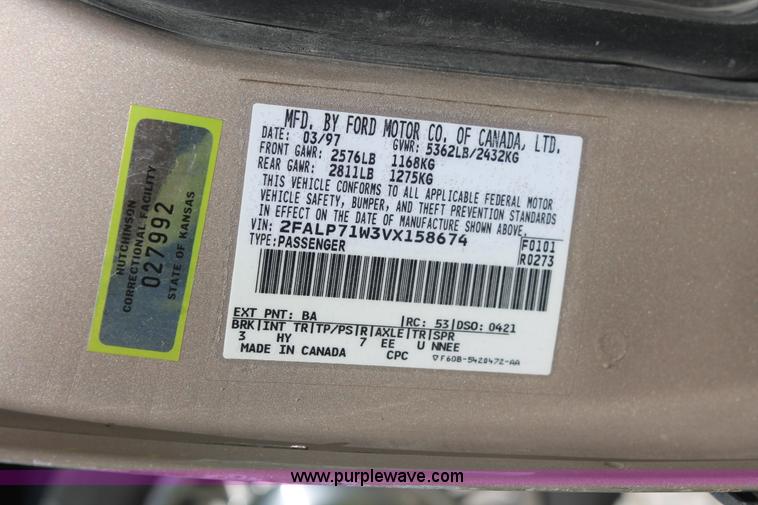 HUTCHINSON
CORRECTIONAL FACILITY
027992
STATE OF KANSAS
MFD. BY FORD MOTOR CO. OF CANADA, LTD.
DATE: 03/97 GVWR: 5362LB/2432KG
FRONT GAWR: 2576LB 1168KG
REAR GAWR: 2811LB 1275KG
THIS VEHICLE CONFORMS TO ALL APPLICABLE FEDERAL MOTOR
VEHICLE SAFETY, BUMPER, AND THEFT PREVENTION STANDARDS
IN EFFECT ON THE DATE OF MANUFACTURE SHOWN ABOVE.
VIN: 2FALP71W3VX158674 F0101
TYPE: PASSENGER R0273
EXT PNT: BA RC: 53 DSO: 0421
BRK INT TR TP/PS R AXLE TR SPR
3 HY 7 EE U NNEE
MADE IN CANADA CPC F60B-5420472-AA
www.purplewave.com